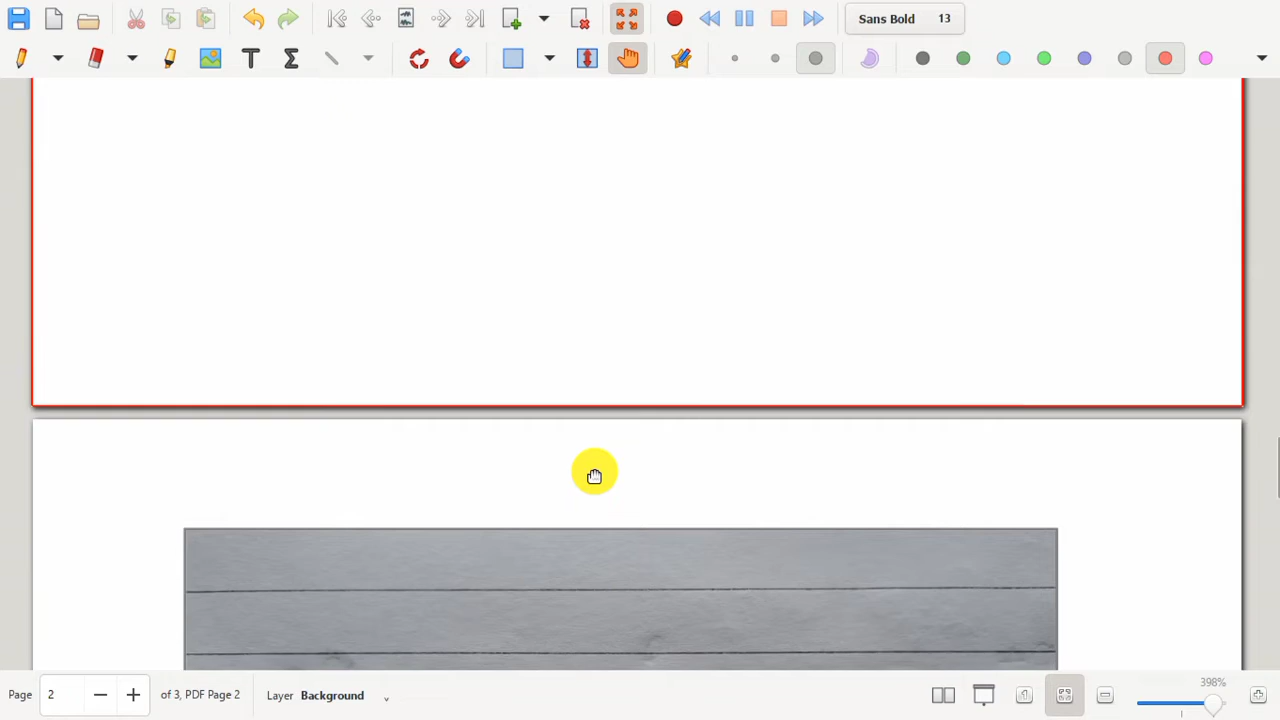 Sans Bold 13
Page 2 of 3, PDF Page 2 Layer Background 398%